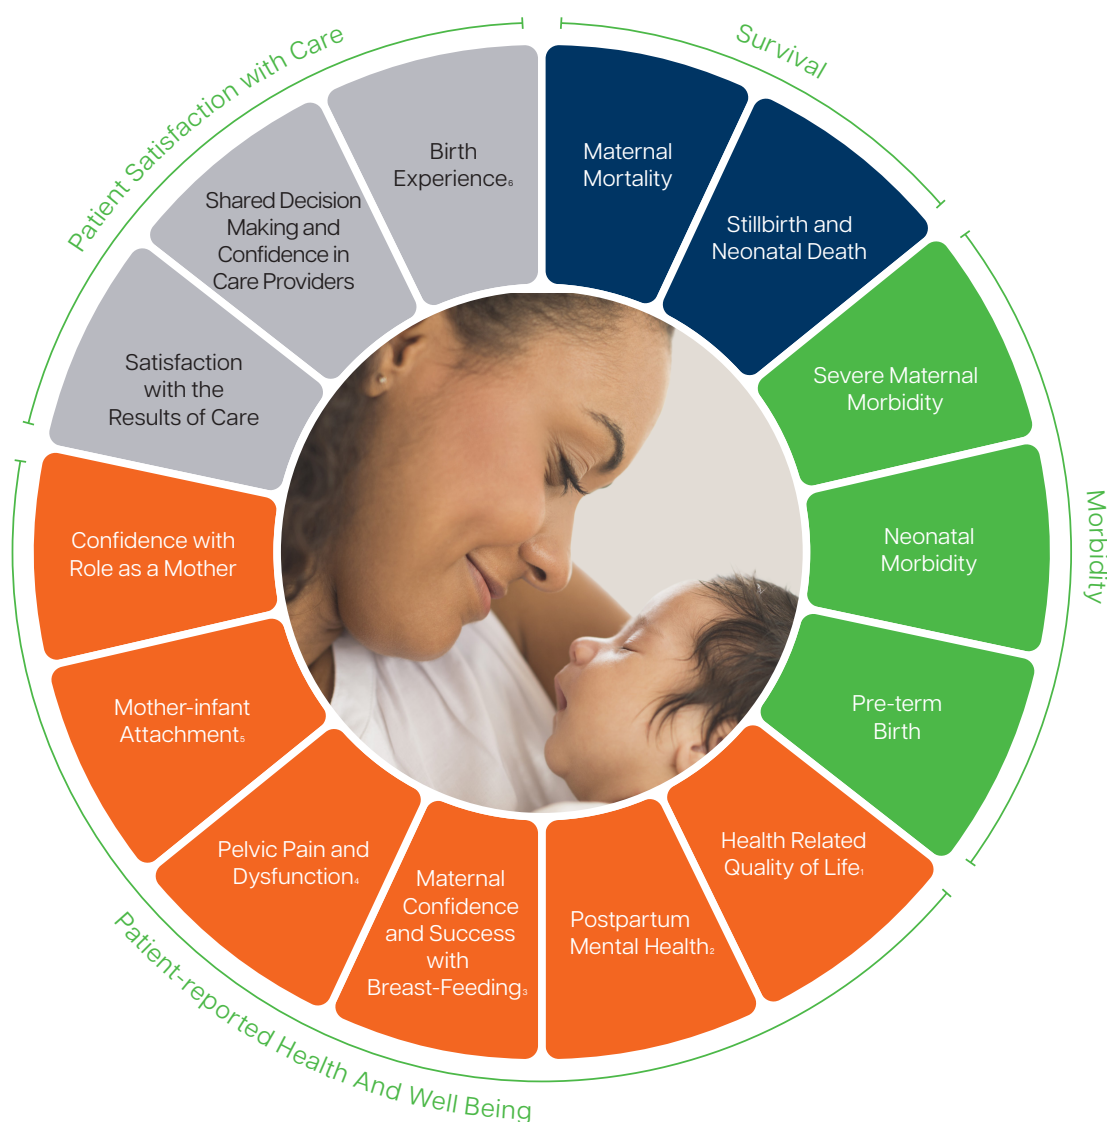 Survival
Maternal
Mortality
Stillbirth and
Neonatal Death
Morbidity
Severe Maternal
Morbidity
Neonatal
Morbidity
Pre-term
Birth
Patient-reported Health And Well Being
Health Related
Quality of Life₁
Postpartum
Mental Health₂
Maternal
Confidence
and Success
with
Breast-Feeding₃
Pelvic Pain and
Dysfunction₄
Mother-infant
Attachment₅
Confidence with
Role as a Mother
Patient Satisfaction with Care
Satisfaction
with the
Results of Care
Shared Decision
Making and
Confidence in
Care Providers
Birth
Experience₆